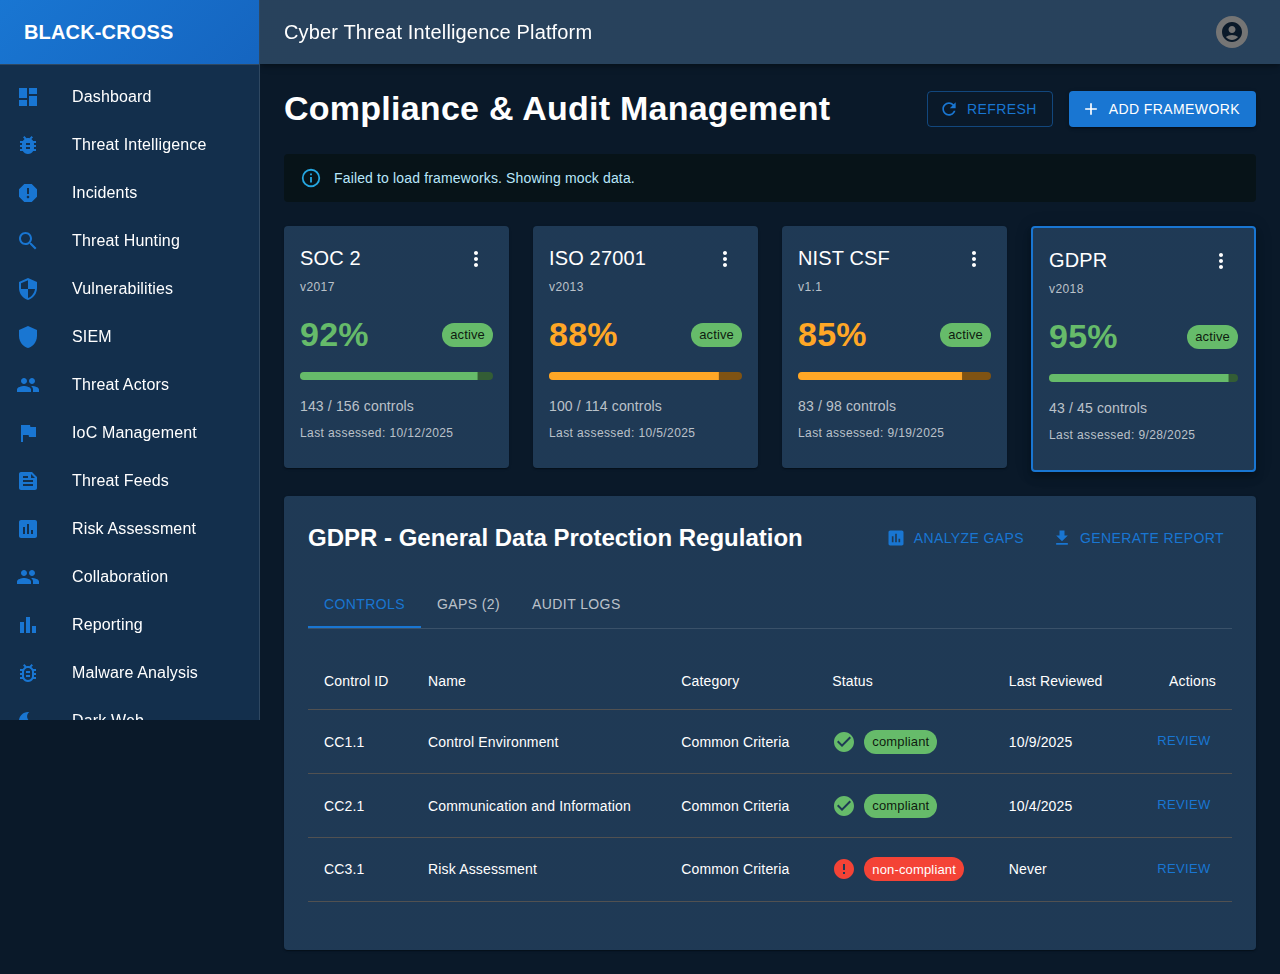 BLACK-CROSS
Cyber Threat Intelligence Platform
Dashboard
Threat Intelligence
Incidents
Threat Hunting
Vulnerabilities
SIEM
Threat Actors
IoC Management
Threat Feeds
Risk Assessment
Collaboration
Reporting
Malware Analysis
Dark Web
Compliance & Audit Management
REFRESH
ADD FRAMEWORK
Failed to load frameworks. Showing mock data.
SOC 2
v2017
92%
active
143 / 156 controls
Last assessed: 10/12/2025
ISO 27001
v2013
88%
active
100 / 114 controls
Last assessed: 10/5/2025
NIST CSF
v1.1
85%
active
83 / 98 controls
Last assessed: 9/19/2025
GDPR
v2018
95%
active
43 / 45 controls
Last assessed: 9/28/2025
GDPR - General Data Protection Regulation
ANALYZE GAPS
GENERATE REPORT
CONTROLS GAPS (2) AUDIT LOGS
Control ID Name Category Status Last Reviewed Actions
CC1.1 Control Environment Common Criteria compliant 10/9/2025 REVIEW
CC2.1 Communication and Information Common Criteria compliant 10/4/2025 REVIEW
CC3.1 Risk Assessment Common Criteria non-compliant Never REVIEW